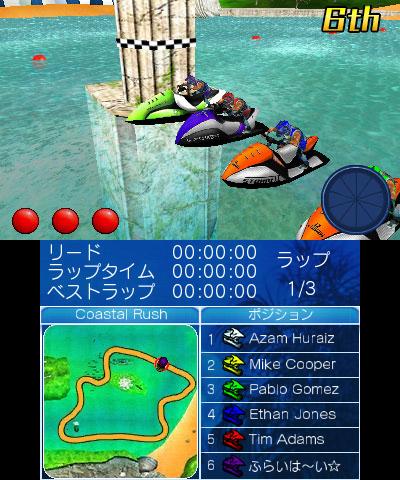 6th
リード 00:00:00
ラップタイム 00:00:00
ベストラップ 00:00:00
ラップ
1/3
Coastal Rush
ポジション
1 Azam Huraiz
2 Mike Cooper
3 Pablo Gomez
4 Ethan Jones
5 Tim Adams
6 ふらいは～い☆